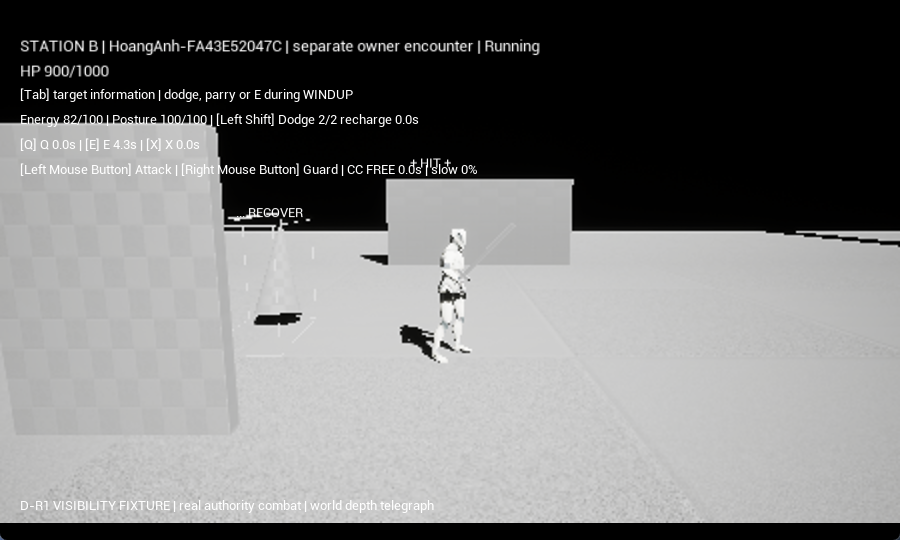 STATION B | HoangAnh-FA43E52047C | separate owner encounter | Running
HP 900/1000
[Tab] target information | dodge, parry or E during WINDUP
Energy 82/100 | Posture 100/100 | [Left Shift] Dodge 2/2 recharge 0.0s
[Q] Q 0.0s | [E] E 4.3s | [X] X 0.0s
+ HIT +
[Left Mouse Button] Attack | [Right Mouse Button] Guard | CC FREE 0.0s | slow 0%
RECOVER
D-R1 VISIBILITY FIXTURE | real authority combat | world depth telegraph